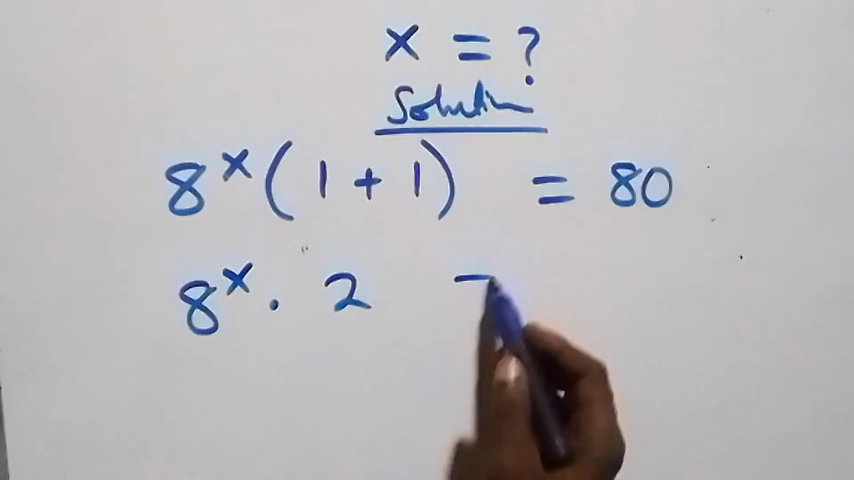 x = ?
Solution
8^x (1 + 1) = 80
8^x . 2